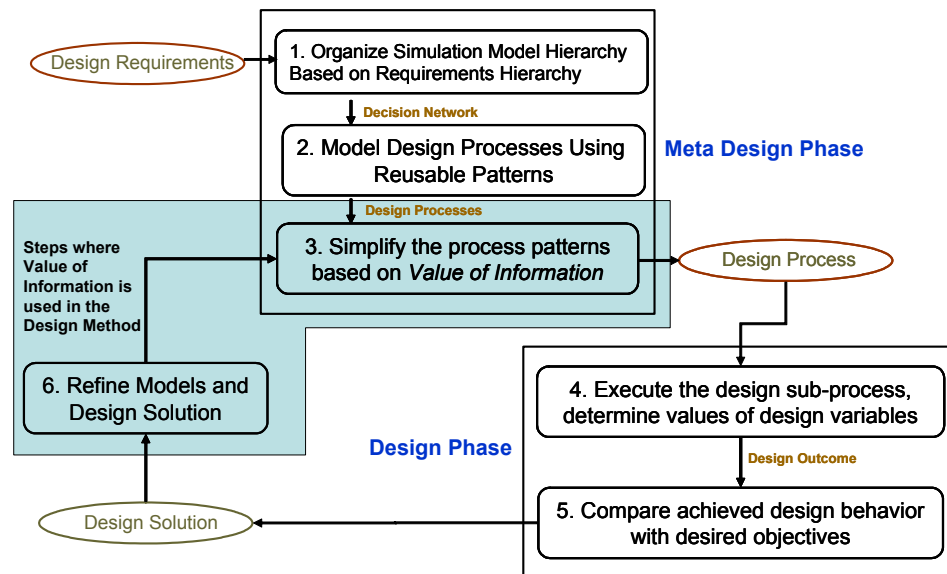 Design Requirements
1. Organize Simulation Model Hierarchy
Based on Requirements Hierarchy
Decision Network
2. Model Design Processes Using
Reusable Patterns
Meta Design Phase
Design Processes
Steps where
Value of
Information is
used in the
Design Method
3. Simplify the process patterns
based on Value of Information
Design Process
6. Refine Models and
Design Solution
4. Execute the design sub-process,
determine values of design variables
Design Phase
Design Outcome
Design Solution
5. Compare achieved design behavior
with desired objectives